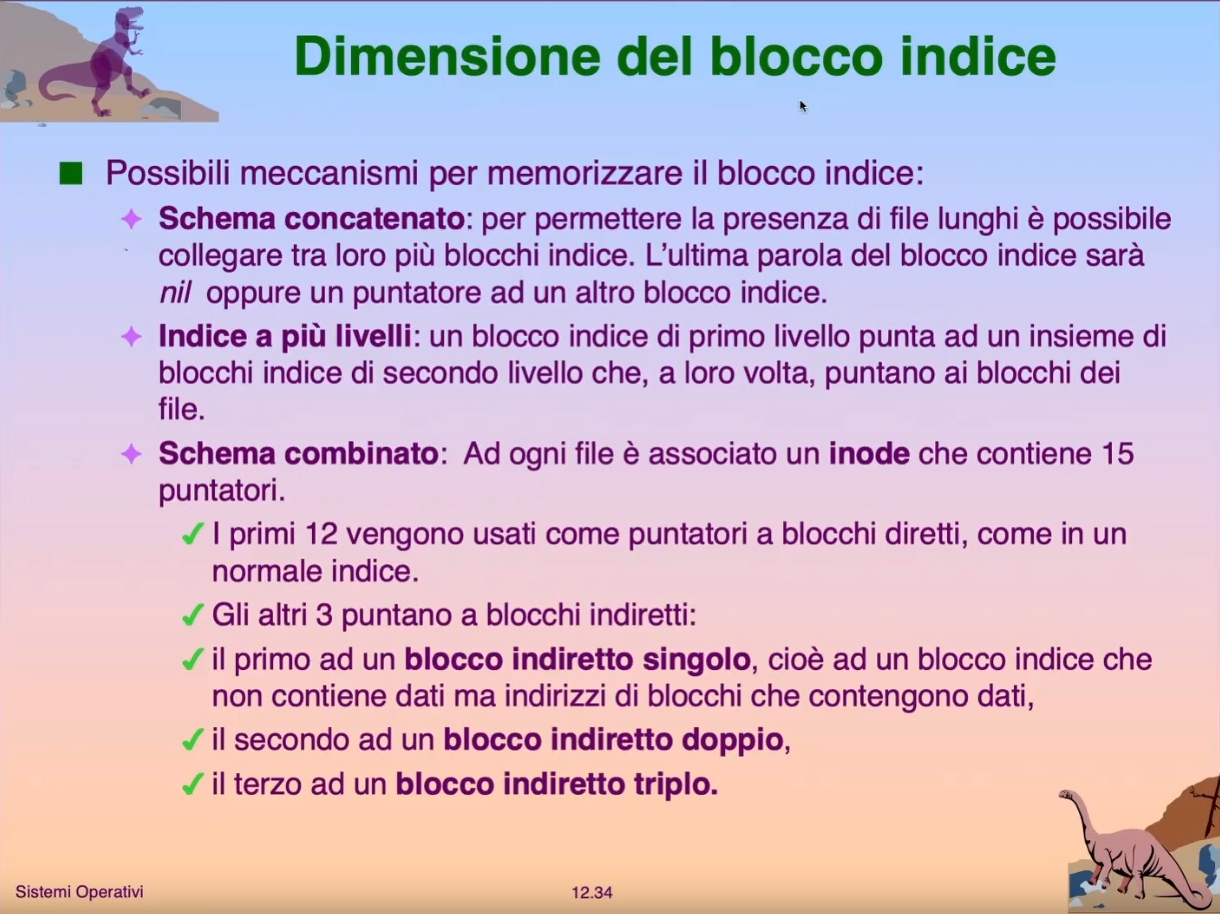 Dimensione del blocco indice
Possibili meccanismi per memorizzare il blocco indice:
Schema concatenato: per permettere la presenza di file lunghi è possibile
collegare tra loro più blocchi indice. L’ultima parola del blocco indice sarà
nil oppure un puntatore ad un altro blocco indice.
Indice a più livelli: un blocco indice di primo livello punta ad un insieme di
blocchi indice di secondo livello che, a loro volta, puntano ai blocchi dei
file.
Schema combinato: Ad ogni file è associato un inode che contiene 15
puntatori.
I primi 12 vengono usati come puntatori a blocchi diretti, come in un
normale indice.
Gli altri 3 puntano a blocchi indiretti:
il primo ad un blocco indiretto singolo, cioè ad un blocco indice che
non contiene dati ma indirizzi di blocchi che contengono dati,
il secondo ad un blocco indiretto doppio,
il terzo ad un blocco indiretto triplo.
Sistemi Operativi
12.34